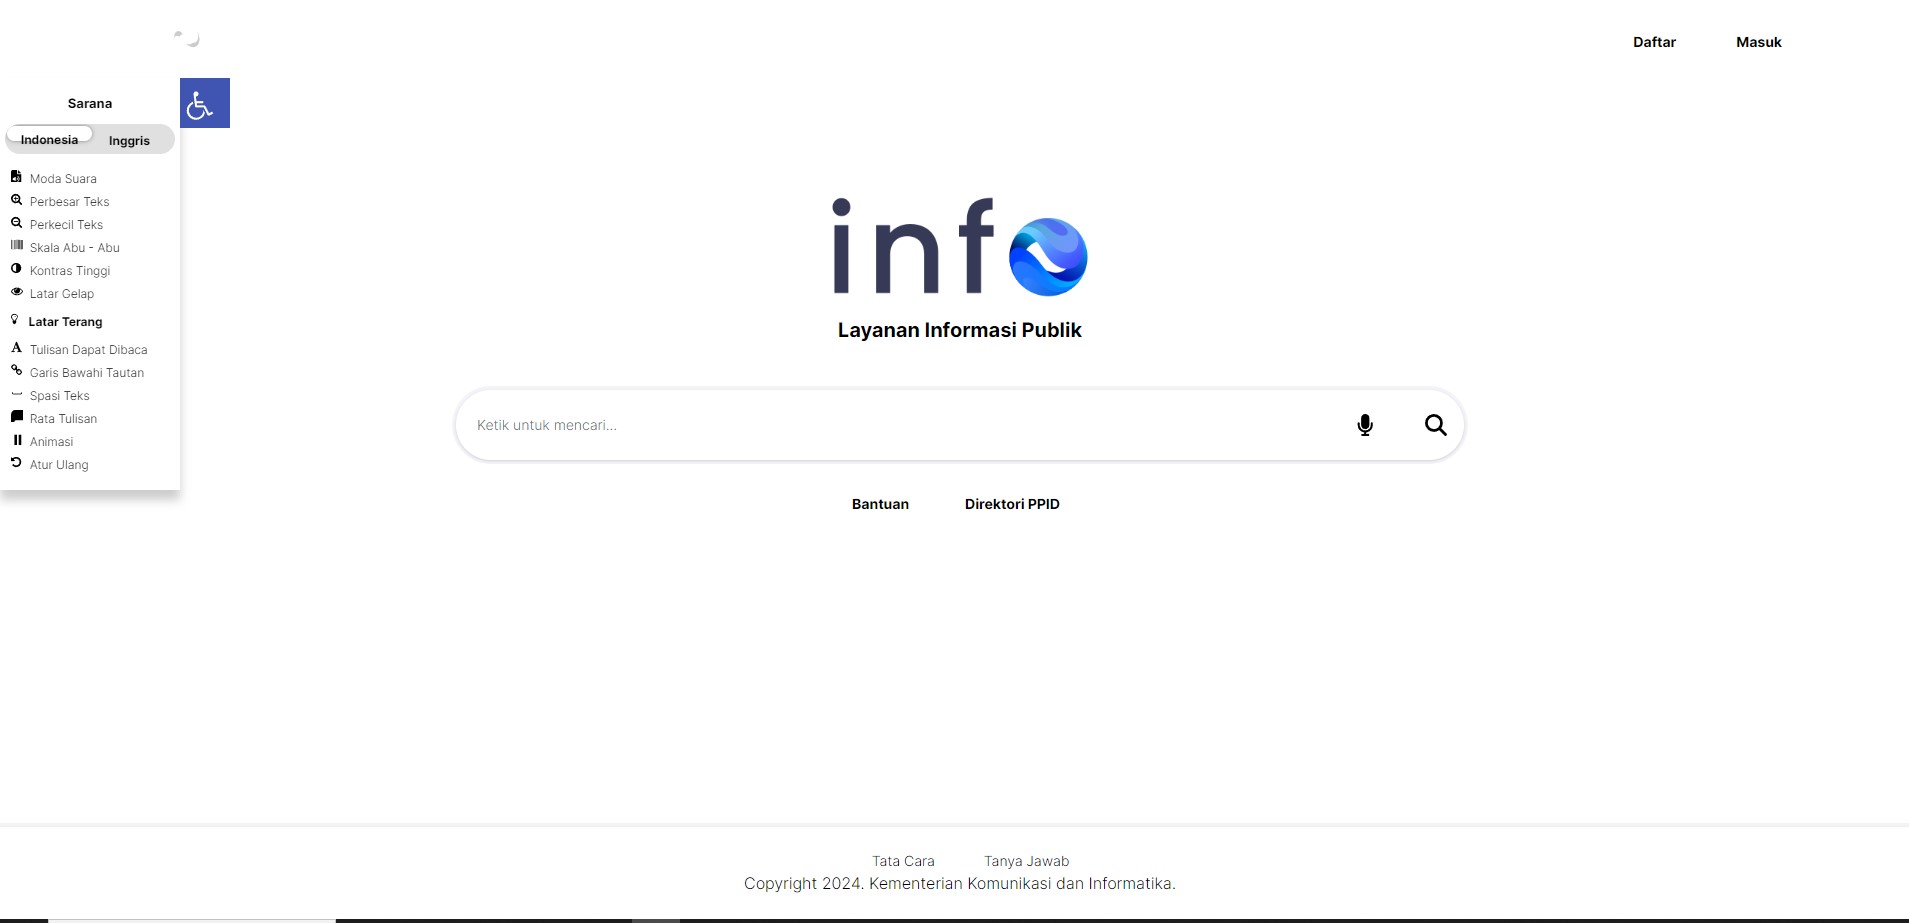 Daftar Masuk
Sarana
Indonesia Inggris
Moda Suara
Perbesar Teks
Perkecil Teks
Skala Abu - Abu
Kontras Tinggi
Latar Gelap
Latar Terang
Tulisan Dapat Dibaca
Garis Bawahi Tautan
Spasi Teks
Rata Tulisan
Animasi
Atur Ulang
info
Layanan Informasi Publik
Ketik untuk mencari...
Bantuan Direktori PPID
Tata Cara Tanya Jawab
Copyright 2024. Kementerian Komunikasi dan Informatika.